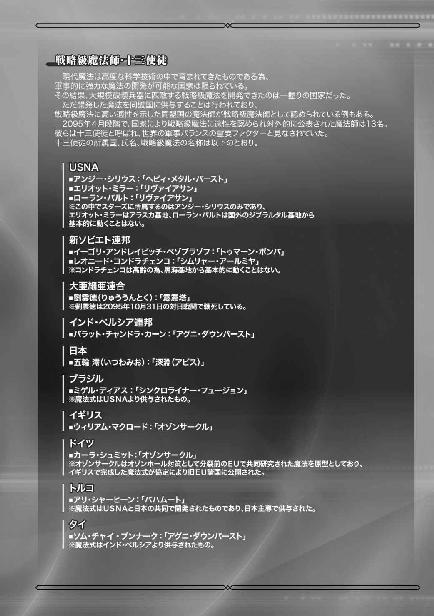 戦略級魔法師・十三使徒
現代魔法は高度な科学技術の中で育まれてきたものである為、
軍事的に強力な魔法の開発が可能な国家は限られている。
その結果、大規模破壊兵器に匹敵する戦略級魔法を開発できたのは一握りの国家だった。
ただ開発した魔法を同盟国に供与することは行われており、
戦略級魔法に高い適性を示した同盟国の魔法師が戦略級魔法師として認められている例もある。
2095年4月段階で、国家により戦略級魔法に適性を認められ対外的に公表された魔法師は13名。
彼らは十三使徒と呼ばれ、世界の軍事バランスの重要ファクターと見なされていた。
十三使徒の所属国、氏名、戦略級魔法の名称は以下のとおり。
USNA
■アンジー・シリウス:「ヘビィ・メタル・バースト」
■エリオット・ミラー:「リヴァイアサン」
■ローラン・バルト:「リヴァイアサン」
※この中でスターズに所属するのはアンジー・シリウスのみであり、
エリオット・ミラーはアラスカ基地、ローラン・バルトは国外のジブラルタル基地から
基本的に動くことはない。
新ソビエト連邦
■イーゴリ・アンドレイビッチ・ベゾブラゾフ:「トゥマーン・ボンバ」
■レオニード・コンドラチェンコ:「シムリャー・アールミヤ」
※コンドラチェンコは高齢の為、黒海基地から基本的に動くことはない。
大亜細亜連合
■劉雲徳(りゅううんとく):「霹靂塔」
※劉雲徳は2095年10月31日の対日戦闘で戦死している。
インド・ペルシア連邦
■バラット・チャンドラ・カーン:「アグニ・ダウンバースト」
日本
■五輪 澪(いつわみお):「深淵(アビス)」
ブラジル
■ミゲル・ディアス:「シンクロライナー・フュージョン」
※魔法式はUSNAより供与されたもの。
イギリス
■ウィリアム・マクロード:「オゾンサークル」
ドイツ
■カーラ・シュミット:「オゾンサークル」
※オゾンサークルはオゾンホール対策として分裂前のEUで共同研究された魔法を原型としており、
イギリスで完成した魔法式が協定により旧EU諸国に公開された。
トルコ
■アリ・シャーヒーン:「バハムート」
※魔法式はUSNAと日本の共同で開発されたものであり、日本主導で供与された。
タイ
■ソム・チャイ・ブンナーク:「アグニ・ダウンバースト」
※魔法式はインド・ペルシアより供与されたもの。